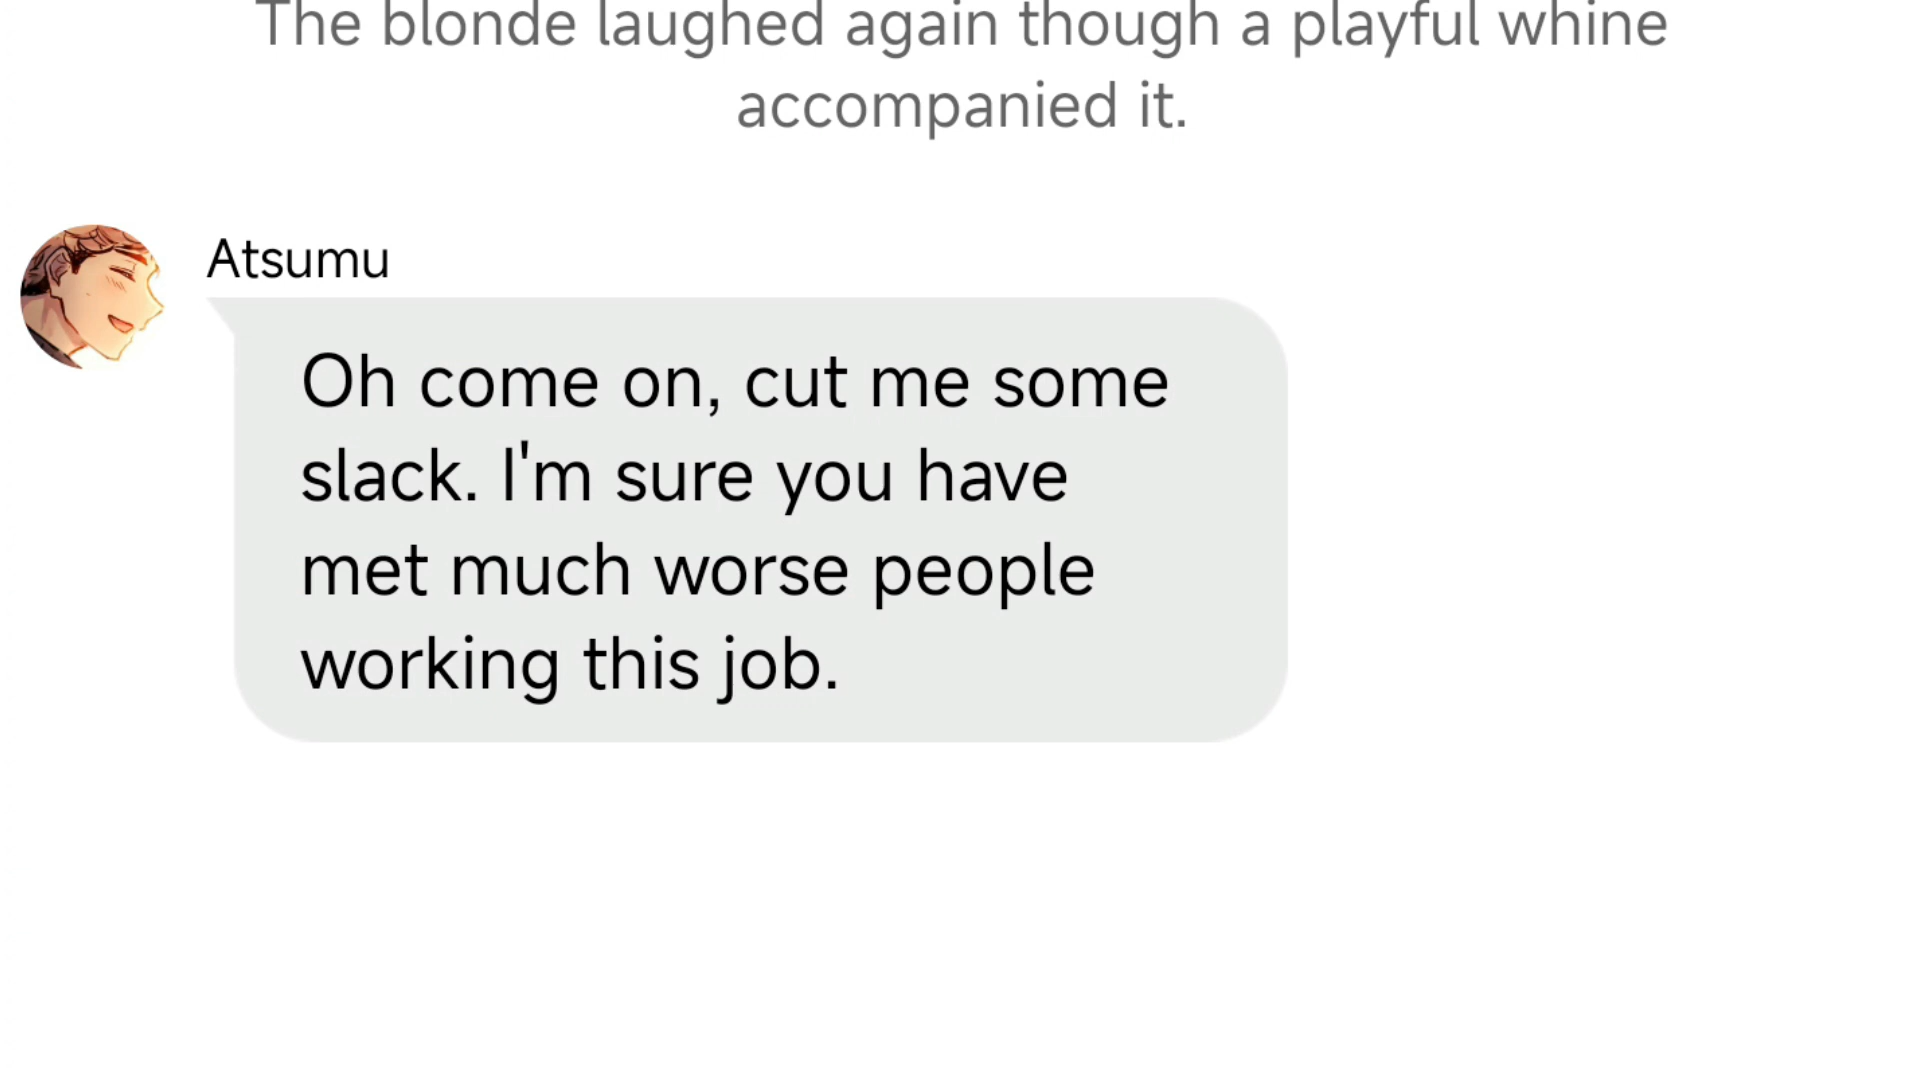 The blonde laughed again though a playful whine
accompanied it.
Atsumu
Oh come on, cut me some
slack. I'm sure you have
met much worse people
working this job.